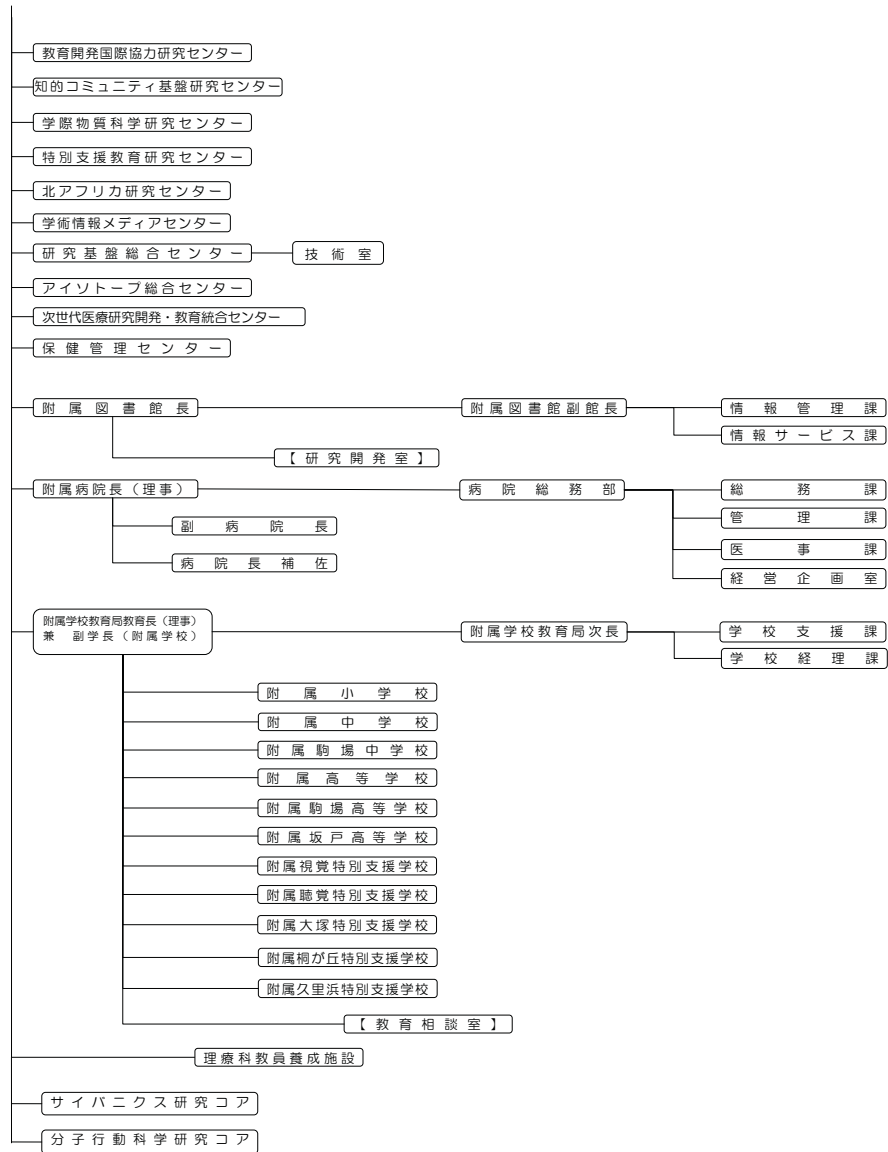 教育開発国際協力研究センター
知的コミュニティ基盤研究センター
学際物質科学研究センター
特別支援教育研究センター
北アフリカ研究センター
学術情報メディアセンター
研究基盤総合センター 技術室
アイソトープ総合センター
次世代医療研究開発・教育統合センター
保健管理センター
附属図書館長 附属図書館副館長 情報管理課
情報サービス課
【研究開発室】
附属病院長（理事） 病院総務部 総務課
副病院長 管理課
医事課
病院長補佐
経営企画室
附属学校教育局教育長（理事）
兼 副学長（附属学校） 附属学校教育局次長 学校支援課
学校経理課
附属小学校
附属中学校
附属駒場中学校
附属高等学校
附属駒場高等学校
附属坂戸高等学校
附属視覚特別支援学校
附属聴覚特別支援学校
附属大塚特別支援学校
附属桐が丘特別支援学校
附属久里浜特別支援学校
【教育相談室】
理療科教員養成施設
サイバニクス研究コア
分子行動科学研究コア